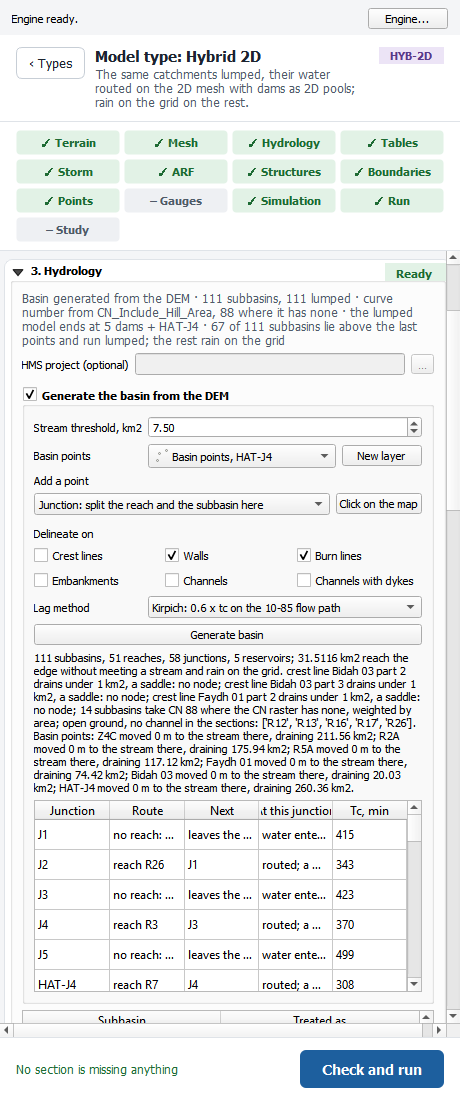 Engine ready.
Engine...
‹ Types
Model type: Hybrid 2D
HYB-2D
The same catchments lumped, their water
routed on the 2D mesh with dams as 2D pools;
rain on the grid on the rest.
✓ Terrain
✓ Mesh
✓ Hydrology
✓ Tables
✓ Storm
✓ ARF
✓ Structures
✓ Boundaries
✓ Points
– Gauges
✓ Simulation
✓ Run
– Study
3. Hydrology
Ready
Basin generated from the DEM · 111 subbasins, 111 lumped · curve
number from CN_Include_Hill_Area, 88 where it has none · the lumped
model ends at 5 dams + HAT-J4 · 67 of 111 subbasins lie above the last
points and run lumped; the rest rain on the grid
HMS project (optional)
...
Generate the basin from the DEM
Stream threshold, km2
7.50
Basin points
Basin points, HAT-J4
New layer
Add a point
Junction: split the reach and the subbasin here
Click on the map
Delineate on
Crest lines
Walls
Burn lines
Embankments
Channels
Channels with dykes
Lag method
Kirpich: 0.6 x tc on the 10-85 flow path
Generate basin
111 subbasins, 51 reaches, 58 junctions, 5 reservoirs; 31.5116 km2 reach the
edge without meeting a stream and rain on the grid. crest line Bidah 03 part 2
drains under 1 km2, a saddle: no node; crest line Bidah 03 part 3 drains under 1
km2, a saddle: no node; crest line Faydh 01 part 2 drains under 1 km2, a saddle:
no node; 14 subbasins take CN 88 where the CN raster has none, weighted by
area; open ground, no channel in the sections: ['R12', 'R13', 'R16', 'R17', 'R26'].
Basin points: Z4C moved 0 m to the stream there, draining 211.56 km2; R2A
moved 0 m to the stream there, draining 175.94 km2; R5A moved 0 m to the
stream there, draining 117.12 km2; Faydh 01 moved 0 m to the stream there,
draining 74.42 km2; Bidah 03 moved 0 m to the stream there, draining 20.03
km2; HAT-J4 moved 0 m to the stream there, draining 260.36 km2.
Junction
Route
Next
t this junction
Tc, min
J1
no reach: ...
leaves the ...
water ente...
415
J2
reach R26
J1
routed; a ...
343
J3
no reach: ...
leaves the ...
water ente...
423
J4
reach R3
J3
routed; a ...
370
J5
no reach: ...
leaves the ...
water ente...
499
HAT-J4
reach R7
J4
routed; a ...
308
Subbasin
Treated as
No section is missing anything
Check and run